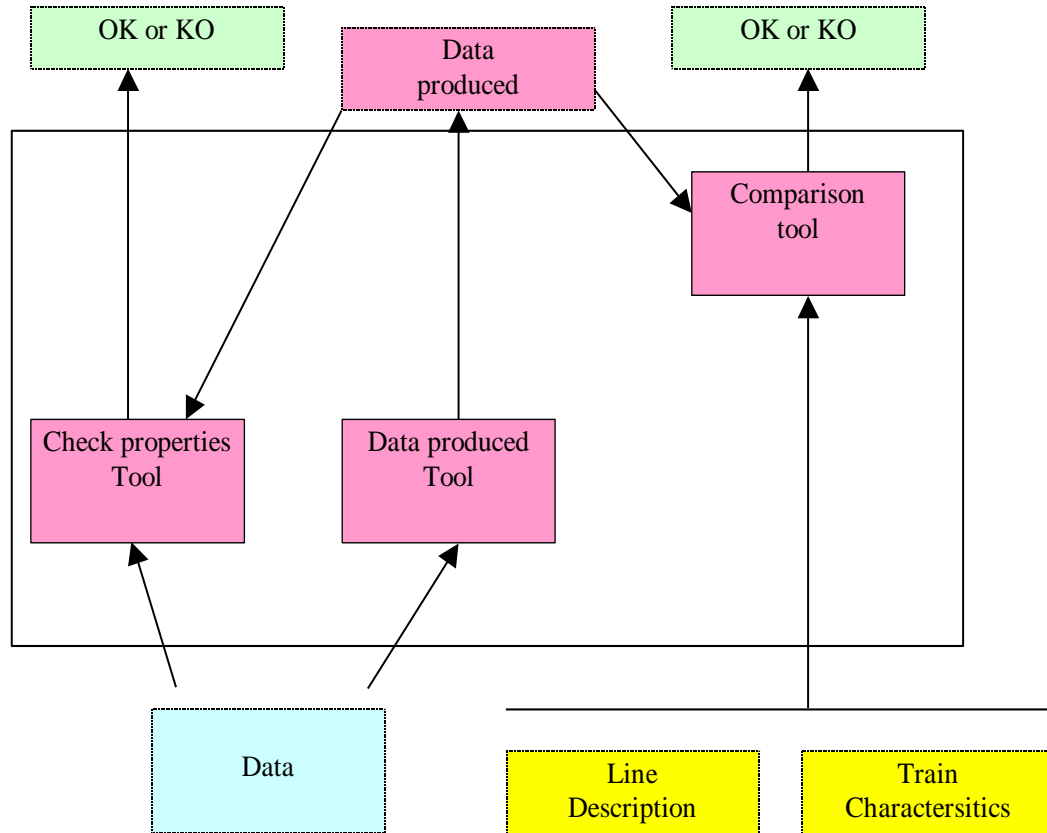 OK or KO
Data
produced
OK or KO
Comparison
tool
Check properties
Tool
Data produced
Tool
Data
Line
Description
Train
Charactersitics